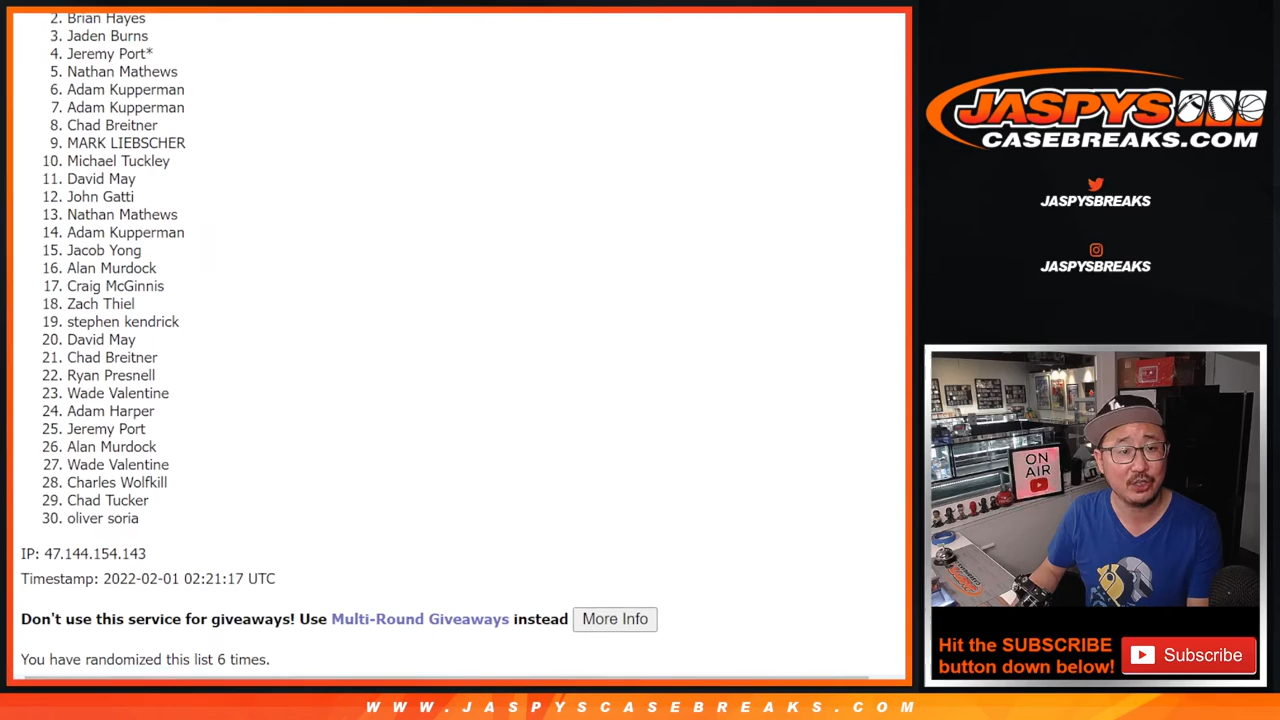 2. Brian Hayes
3. Jaden Burns
4. Jeremy Port*
5. Nathan Mathews
6. Adam Kupperman
7. Adam Kupperman
8. Chad Breitner
9. MARK LIEBSCHER
10. Michael Tuckley
11. David May
12. John Gatti
13. Nathan Mathews
14. Adam Kupperman
15. Jacob Yong
16. Alan Murdock
17. Craig McGinnis
18. Zach Thiel
19. stephen kendrick
20. David May
21. Chad Breitner
22. Ryan Presnell
23. Wade Valentine
24. Adam Harper
25. Jeremy Port
26. Alan Murdock
27. Wade Valentine
28. Charles Wolfkill
29. Chad Tucker
30. oliver soria
IP: 47.144.154.143
Timestamp: 2022-02-01 02:21:17 UTC
Don't use this service for giveaways! Use Multi-Round Giveaways instead More Info
You have randomized this list 6 times.
JASPYS
CASEBREAKS.COM
JASPYSBREAKS
JASPYSBREAKS
ON
AIR
Hit the SUBSCRIBE
button down below!
Subscribe
WWW.JASPYSCASEBREAKS.COM